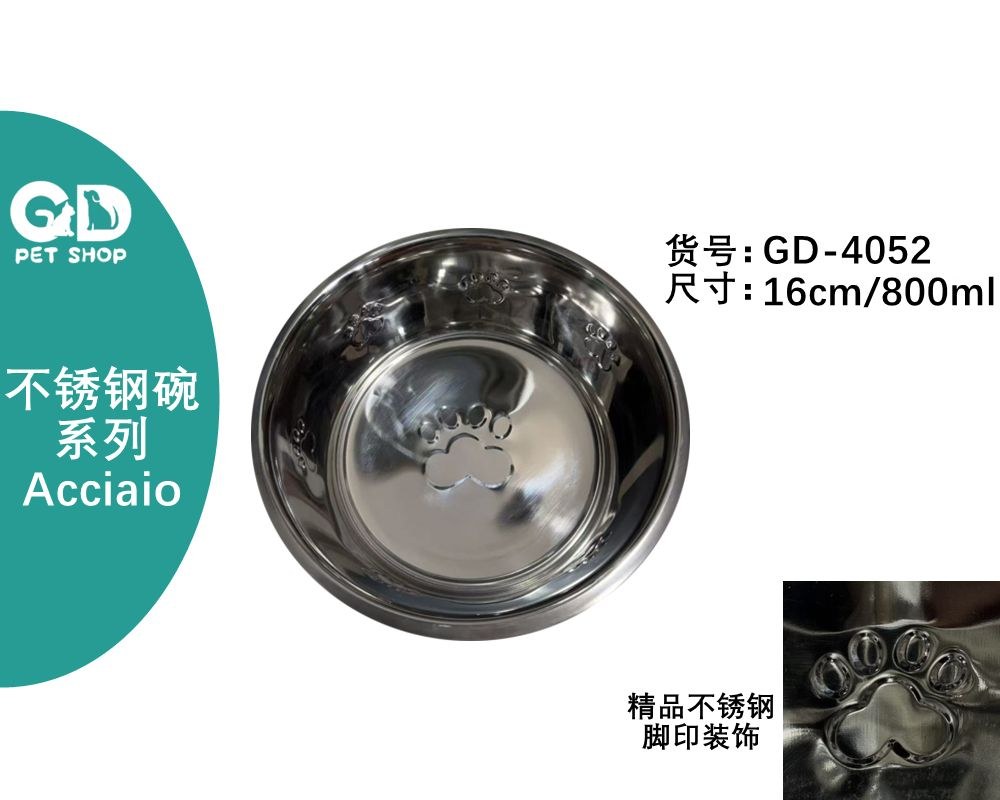 GD
PET SHOP
不锈钢碗
系列
Acciaio
货号：GD-4052
尺寸：16cm/800ml
精品不锈钢
脚印装饰